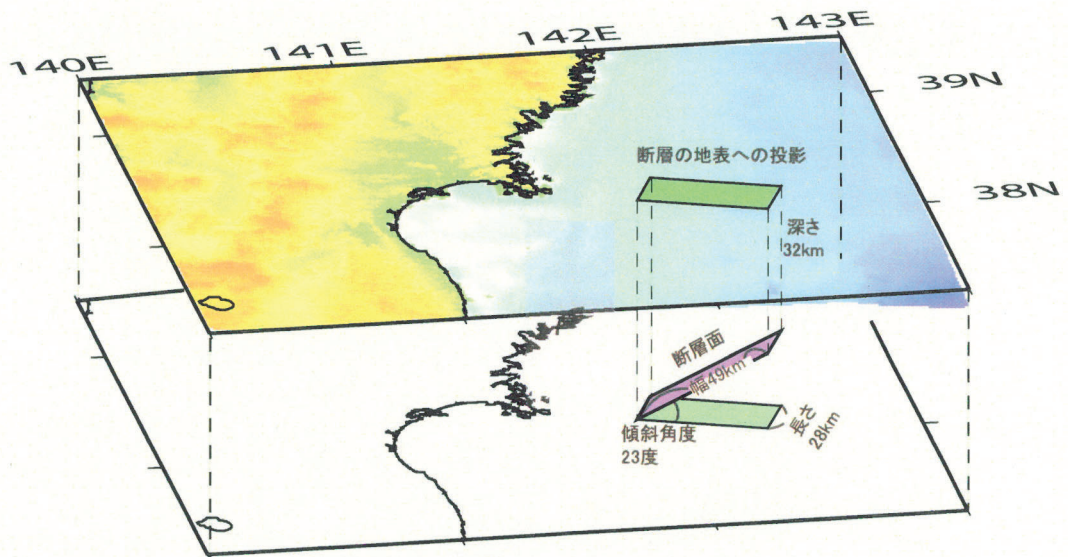 140E
141E
142E
143E
39N
38N
断層の地表への投影
深さ
32km
断層面
幅49km
長さ
28km
傾斜角度
23度